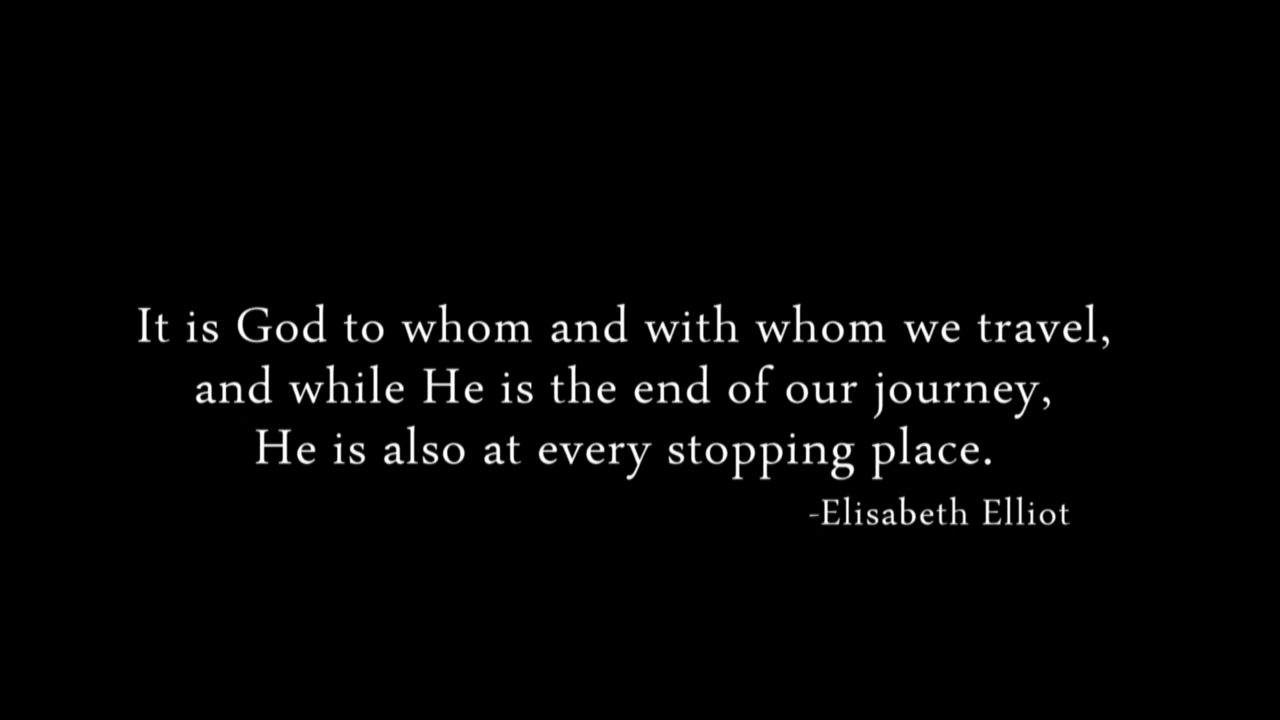 It is God to whom and with whom we travel,
and while He is the end of our journey,
He is also at every stopping place.
-Elisabeth Elliot